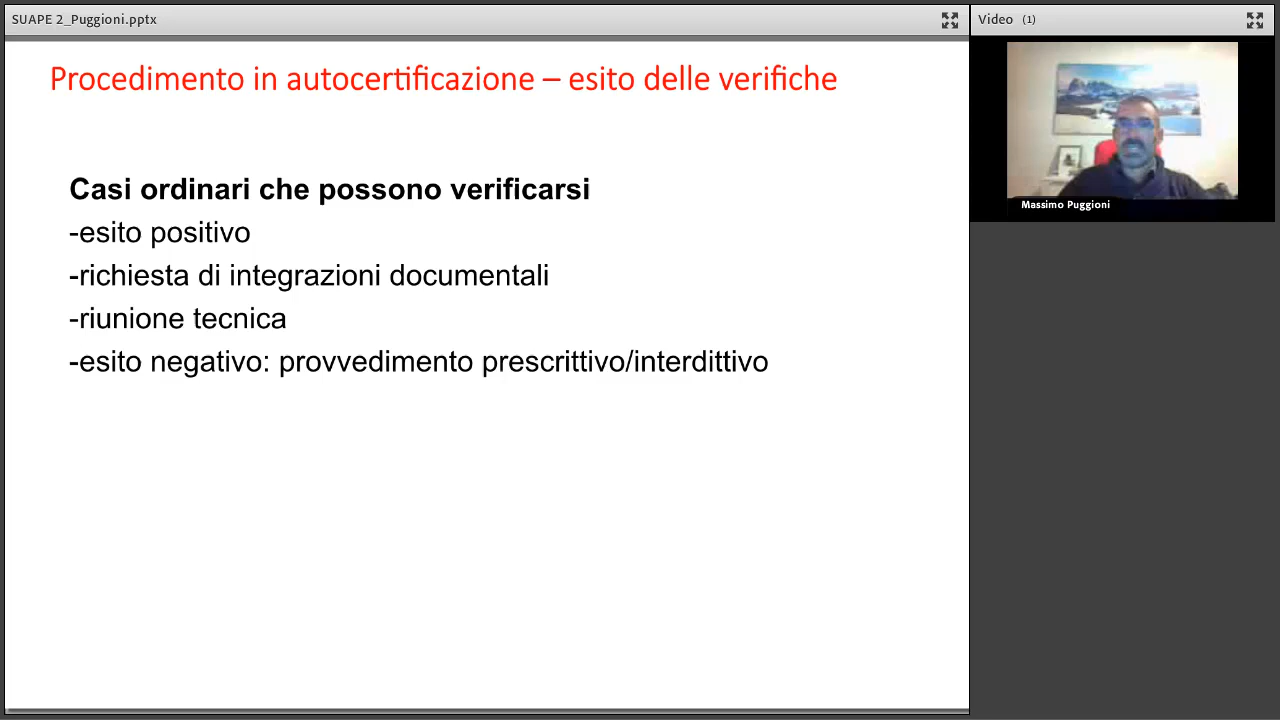 SUAPE 2_Puggioni.pptx
Video (1)
Procedimento in autocertificazione – esito delle verifiche
Casi ordinari che possono verificarsi
-esito positivo
-richiesta di integrazioni documentali
-riunione tecnica
-esito negativo: provvedimento prescrittivo/interdittivo
Massimo Puggioni